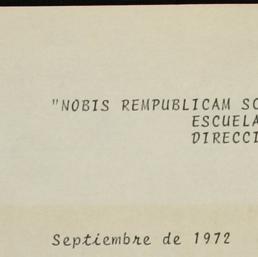 "NOBIS REMPUBLICAM SC
ESCUELA
DIRECCI
Septiembre de 1972